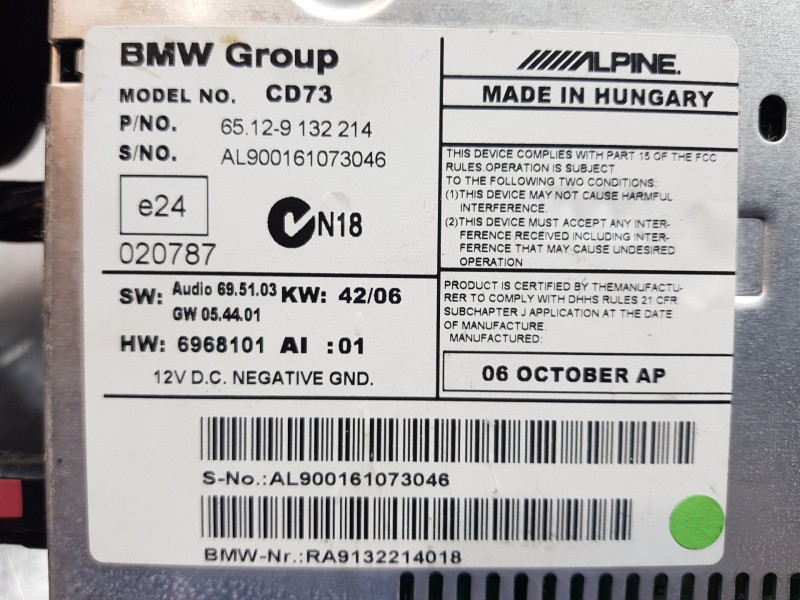 BMW Group
MODEL NO. CD73
P/NO. 65.12-9 132 214
S/NO. AL900161073046
e24
020787
N18
ALPINE.
MADE IN HUNGARY
THIS DEVICE COMPLIES WITH PART 15 OF THE FCC
RULES.OPERATION IS SUBJECT
TO THE FOLLOWING TWO CONDITIONS:
(1)THIS DEVICE MAY NOT CAUSE HARMFUL
INTERFERENCE.
(2)THIS DEVICE MUST ACCEPT ANY INTER-
FERENCE RECEIVED INCLUDING INTER-
FERENCE THAT MAY CAUSE UNDESIRED
OPERATION
SW: Audio 69.51.03 KW: 42/06
GW 05.44.01
HW: 6968101 AI :01
12V D.C. NEGATIVE GND.
PRODUCT IS CERTIFIED BY THEMANUFACTU-
RER TO COMPLY WITH DHHS RULES 21 CFR
SUBCHAPTER J APPLICATION AT THE DATE
OF MANUFACTURE.
MANUFACTURED:
06 OCTOBER AP
S-No.:AL900161073046
BMW-Nr.:RA9132214018